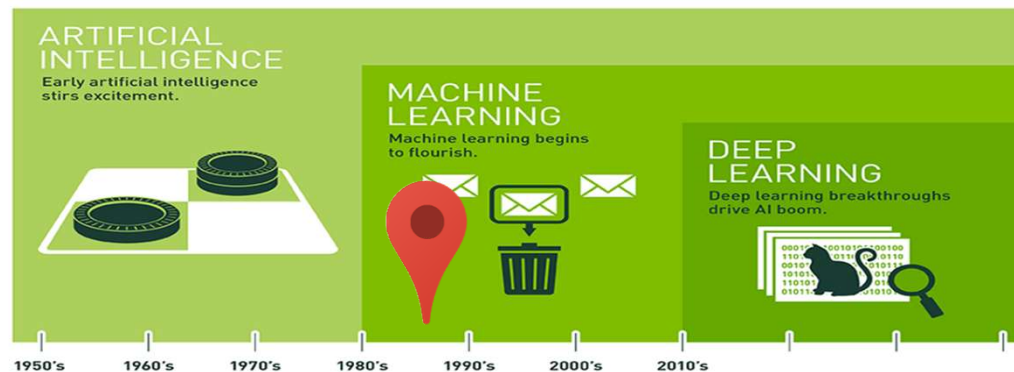 ARTIFICIAL
INTELLIGENCE
Early artificial intelligence
stirs excitement.
MACHINE
LEARNING
Machine learning begins
to flourish.
DEEP
LEARNING
Deep learning breakthroughs
drive AI boom.
1950's 1960's 1970's 1980's 1990's 2000's 2010's